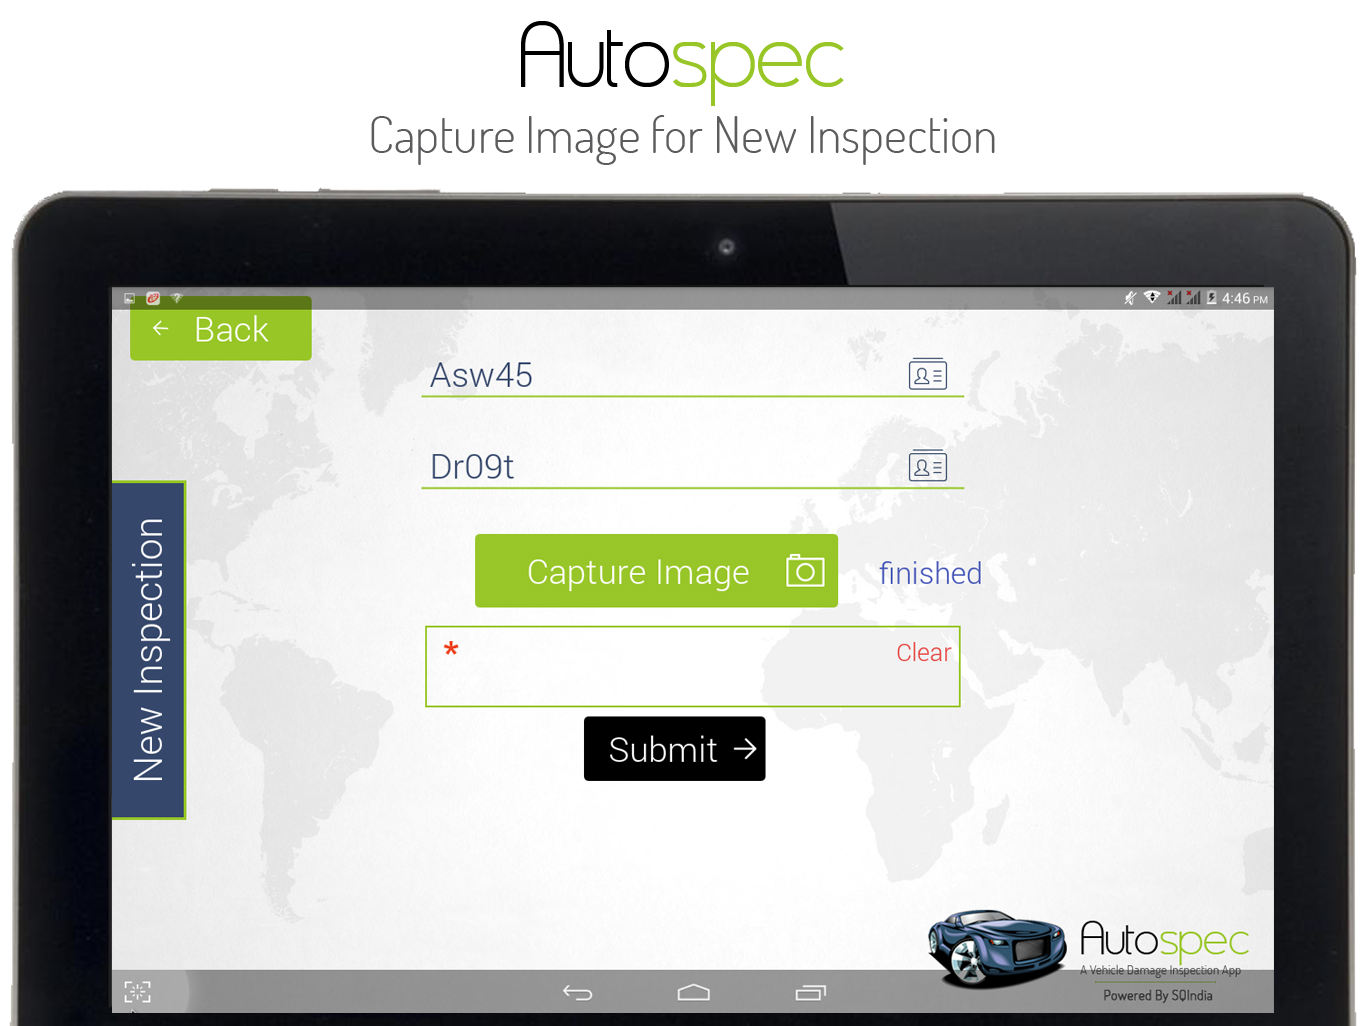 Autospec
Capture Image for New Inspection
4:46 PM
← Back
Asw45
Dr09t
New Inspection
Capture Image
finished
* Clear
Submit →
Autospec
A Vehicle Damage Inspection App
Powered By SQIndia